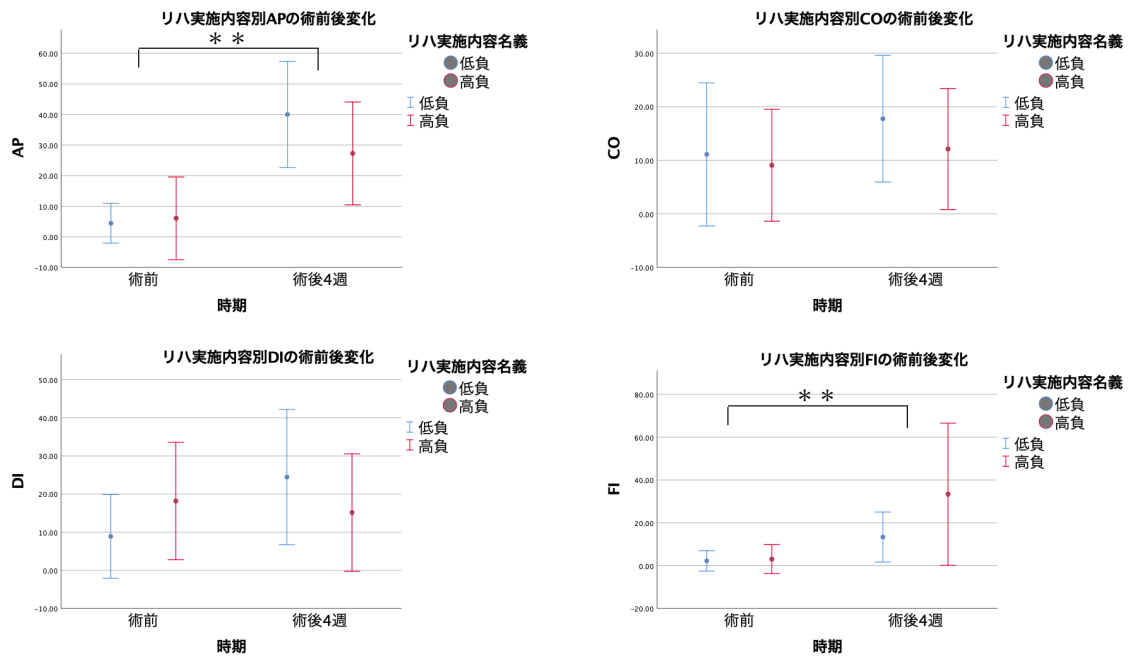 リハ実施内容別APの術前後変化
＊＊
リハ実施内容名義
低負
高負
低負
高負
60.00
50.00
40.00
30.00
20.00
10.00
0.00
-10.00
AP
術前
術後4週
時期
リハ実施内容別COの術前後変化
リハ実施内容名義
低負
高負
低負
高負
30.00
20.00
10.00
0.00
-10.00
CO
術前
術後4週
時期
リハ実施内容別DIの術前後変化
リハ実施内容名義
低負
高負
低負
高負
50.00
40.00
30.00
20.00
10.00
0.00
-10.00
DI
術前
術後4週
時期
リハ実施内容別FIの術前後変化
＊＊
リハ実施内容名義
低負
高負
低負
高負
80.00
60.00
40.00
20.00
0.00
-20.00
FI
術前
術後4週
時期